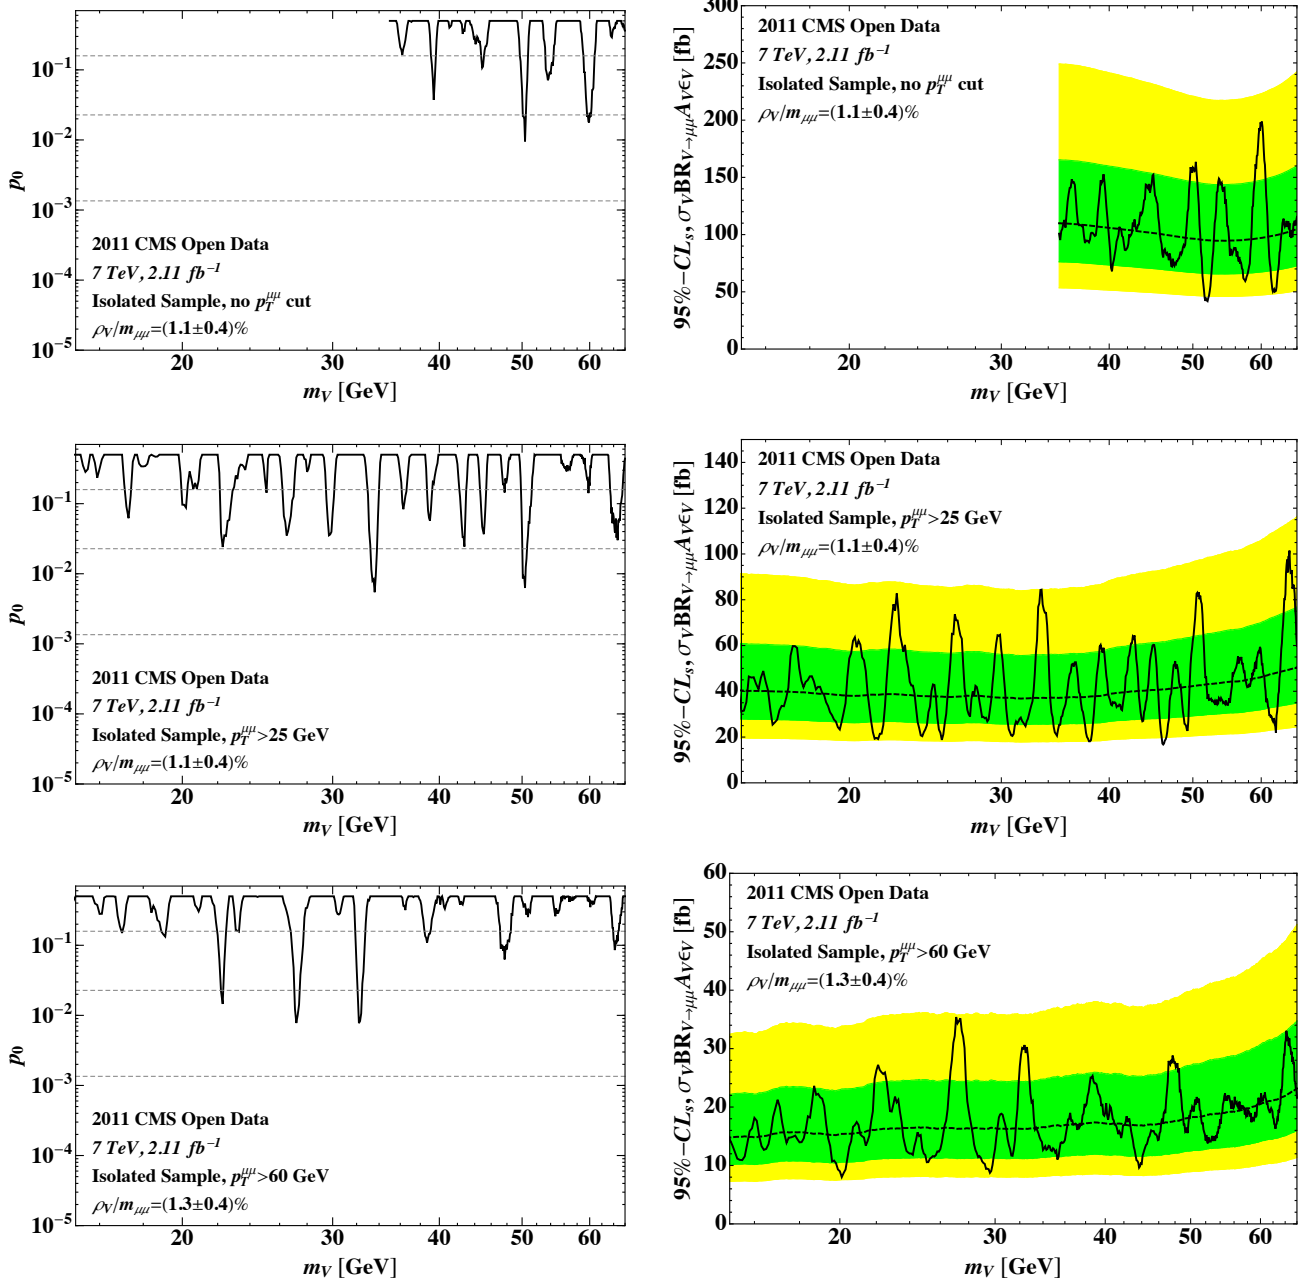 10⁻¹
10⁻²
10⁻³
10⁻⁴
10⁻⁵
p₀
2011 CMS Open Data
7 TeV, 2.11 fb⁻¹
Isolated Sample, no p_T^μμ cut
ρ_V/m_μμ=(1.1±0.4)%
20 30 40 50 60
m_V [GeV]
300
250
200
150
100
50
0
95%−CL_s, σ_V BR_V→μμ A_V ϵ_V [fb]
2011 CMS Open Data
7 TeV, 2.11 fb⁻¹
Isolated Sample, no p_T^μμ cut
ρ_V/m_μμ=(1.1±0.4)%
20 30 40 50 60
m_V [GeV]
10⁻¹
10⁻²
10⁻³
10⁻⁴
10⁻⁵
p₀
2011 CMS Open Data
7 TeV, 2.11 fb⁻¹
Isolated Sample, p_T^μμ>25 GeV
ρ_V/m_μμ=(1.1±0.4)%
20 30 40 50 60
m_V [GeV]
140
120
100
80
60
40
20
0
95%−CL_s, σ_V BR_V→μμ A_V ϵ_V [fb]
2011 CMS Open Data
7 TeV, 2.11 fb⁻¹
Isolated Sample, p_T^μμ>25 GeV
ρ_V/m_μμ=(1.1±0.4)%
20 30 40 50 60
m_V [GeV]
10⁻¹
10⁻²
10⁻³
10⁻⁴
10⁻⁵
p₀
2011 CMS Open Data
7 TeV, 2.11 fb⁻¹
Isolated Sample, p_T^μμ>60 GeV
ρ_V/m_μμ=(1.3±0.4)%
20 30 40 50 60
m_V [GeV]
60
50
40
30
20
10
0
95%−CL_s, σ_V BR_V→μμ A_V ϵ_V [fb]
2011 CMS Open Data
7 TeV, 2.11 fb⁻¹
Isolated Sample, p_T^μμ>60 GeV
ρ_V/m_μμ=(1.3±0.4)%
20 30 40 50 60
m_V [GeV]